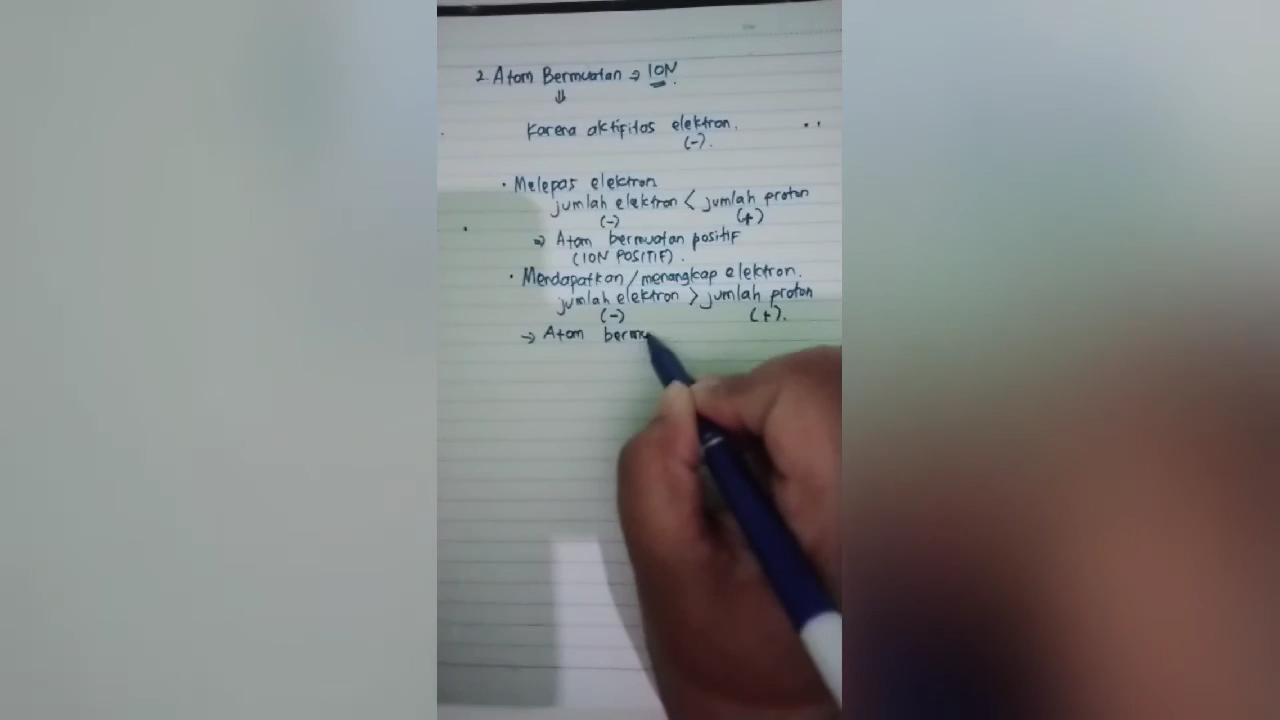 2. Atom Bermuatan → ION.
⇓
Karena aktifitas elektron.
(-).
• Melepas elektron
jumlah elektron < jumlah proton
(-) (+)
⇒ Atom bermuatan positif
(ION POSITIF).
• Mendapatkan / menangkap elektron.
jumlah elektron > jumlah proton
(-) (+).
→ Atom bermu